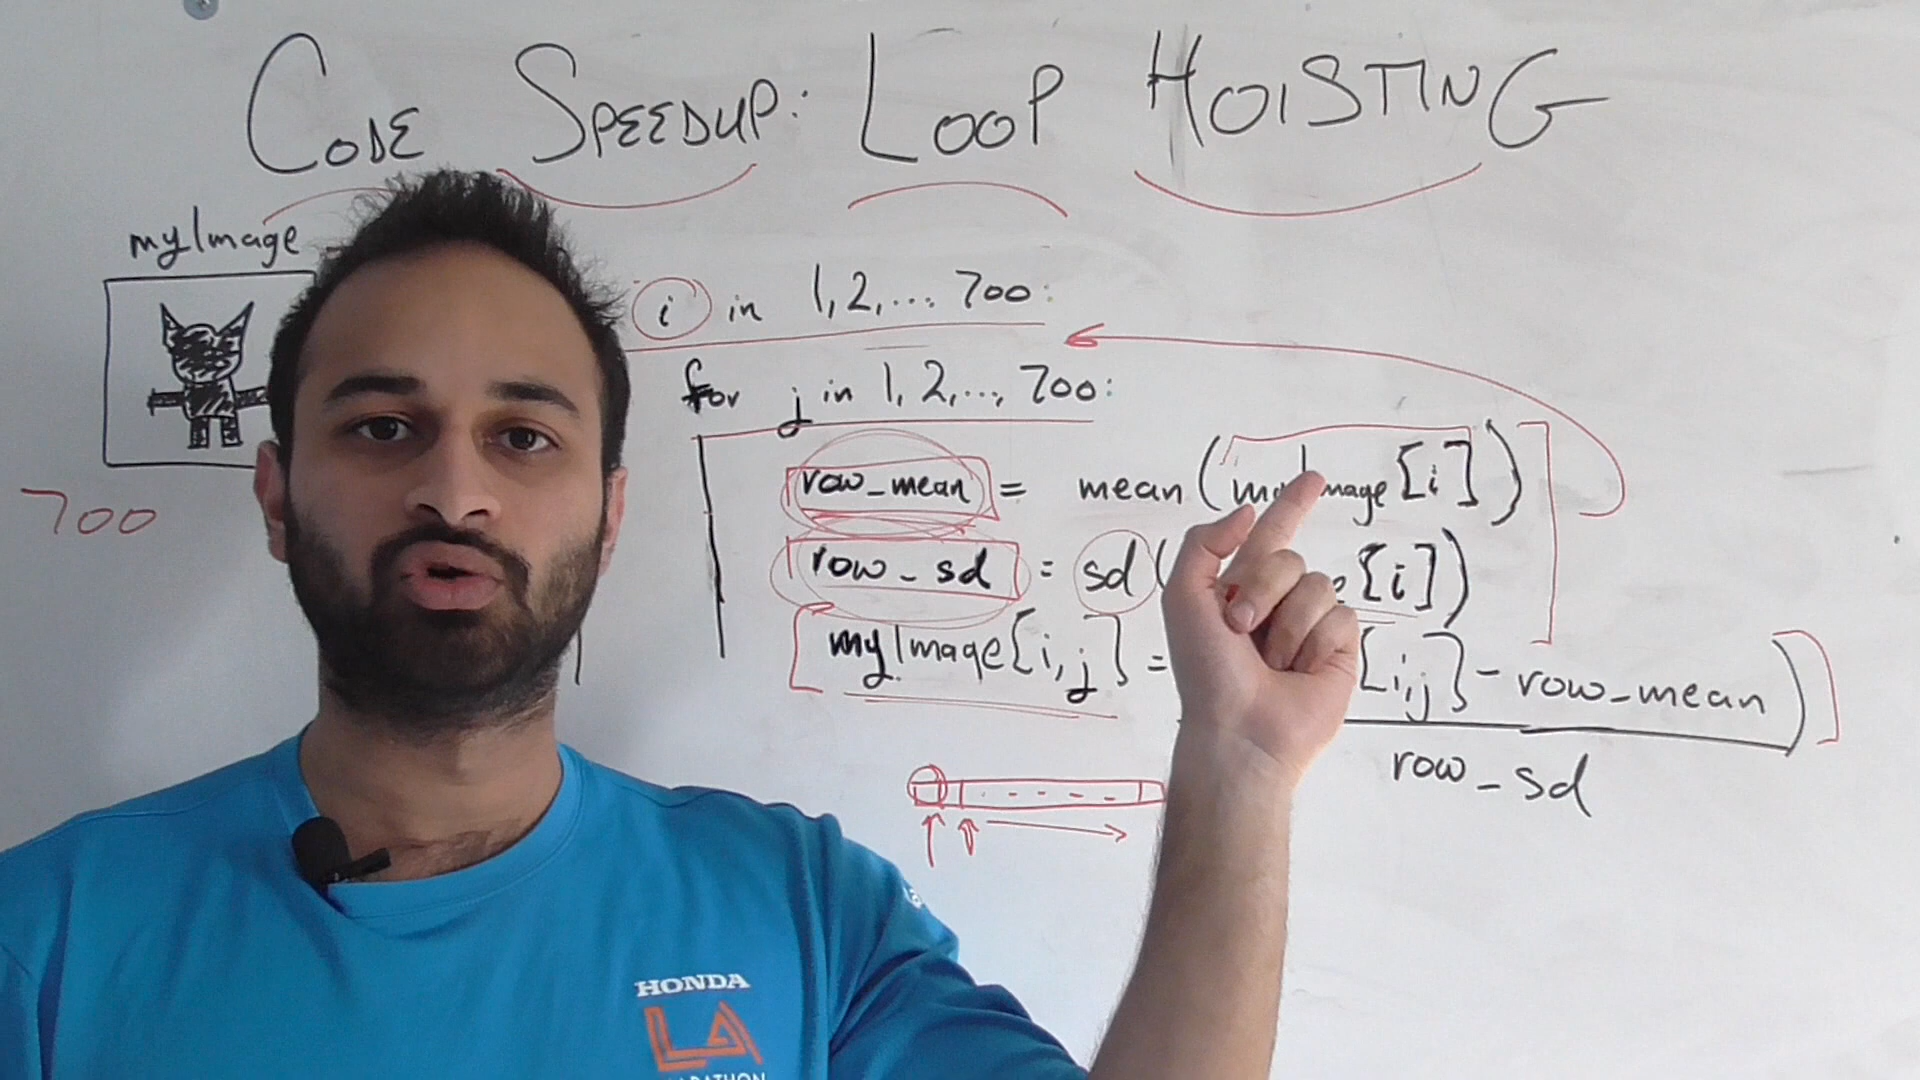 CODE SPEEDUP: LOOP HOISTING
myImage
i in 1, 2, ... 700:
for j in 1, 2, ..., 700:
row_mean = mean(myImage[i])
700
row_sd = sd( [i])
myImage[i,j] = [i,j] - row_mean)
row_sd
HONDA
LA